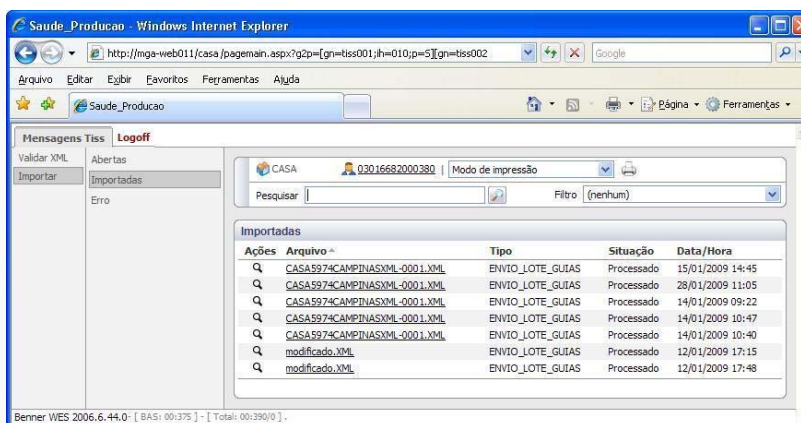 Saude_Producao - Windows Internet Explorer
http://mga-web011/casa/pagemain.aspx?g2p=[gn=tiss001;ih=010;p=S][gn=tiss002
Google
Arquivo Editar Exibir Favoritos Ferramentas Ajuda
Saude_Producao
Página Ferramentas
Mensagens Tiss Logoff
Validar XML
Importar
Abertas
Importadas
Erro
CASA 03016682000380 | Modo de impressão
Pesquisar Filtro (nenhum)
Importadas
Ações Arquivo Tipo Situação Data/Hora
CASA5974CAMPINASXML-0001.XML ENVIO_LOTE_GUIAS Processado 15/01/2009 14:45
CASA5974CAMPINASXML-0001.XML ENVIO_LOTE_GUIAS Processado 28/01/2009 11:05
CASA5974CAMPINASXML-0001.XML ENVIO_LOTE_GUIAS Processado 14/01/2009 09:22
CASA5974CAMPINASXML-0001.XML ENVIO_LOTE_GUIAS Processado 14/01/2009 10:47
CASA5974CAMPINASXML-0001.XML ENVIO_LOTE_GUIAS Processado 14/01/2009 10:40
modificado.XML ENVIO_LOTE_GUIAS Processado 12/01/2009 17:15
modificado.XML ENVIO_LOTE_GUIAS Processado 12/01/2009 17:48
Benner WES 2006.6.44.0- [ BAS: 00:375 ] - [ Total: 00:390/0 ] .